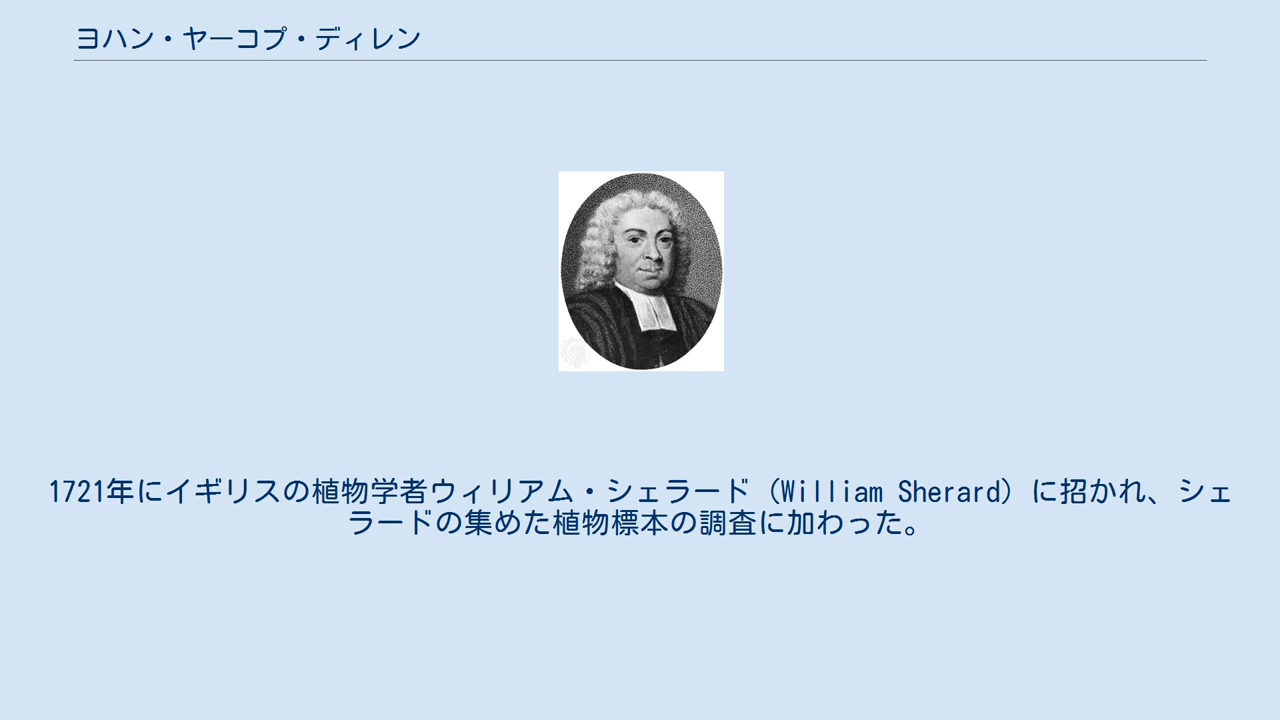 ヨハン・ヤーコプ・ディレン
1721年にイギリスの植物学者ウィリアム・シェラード（William Sherard）に招かれ、シェ
ラードの集めた植物標本の調査に加わった。